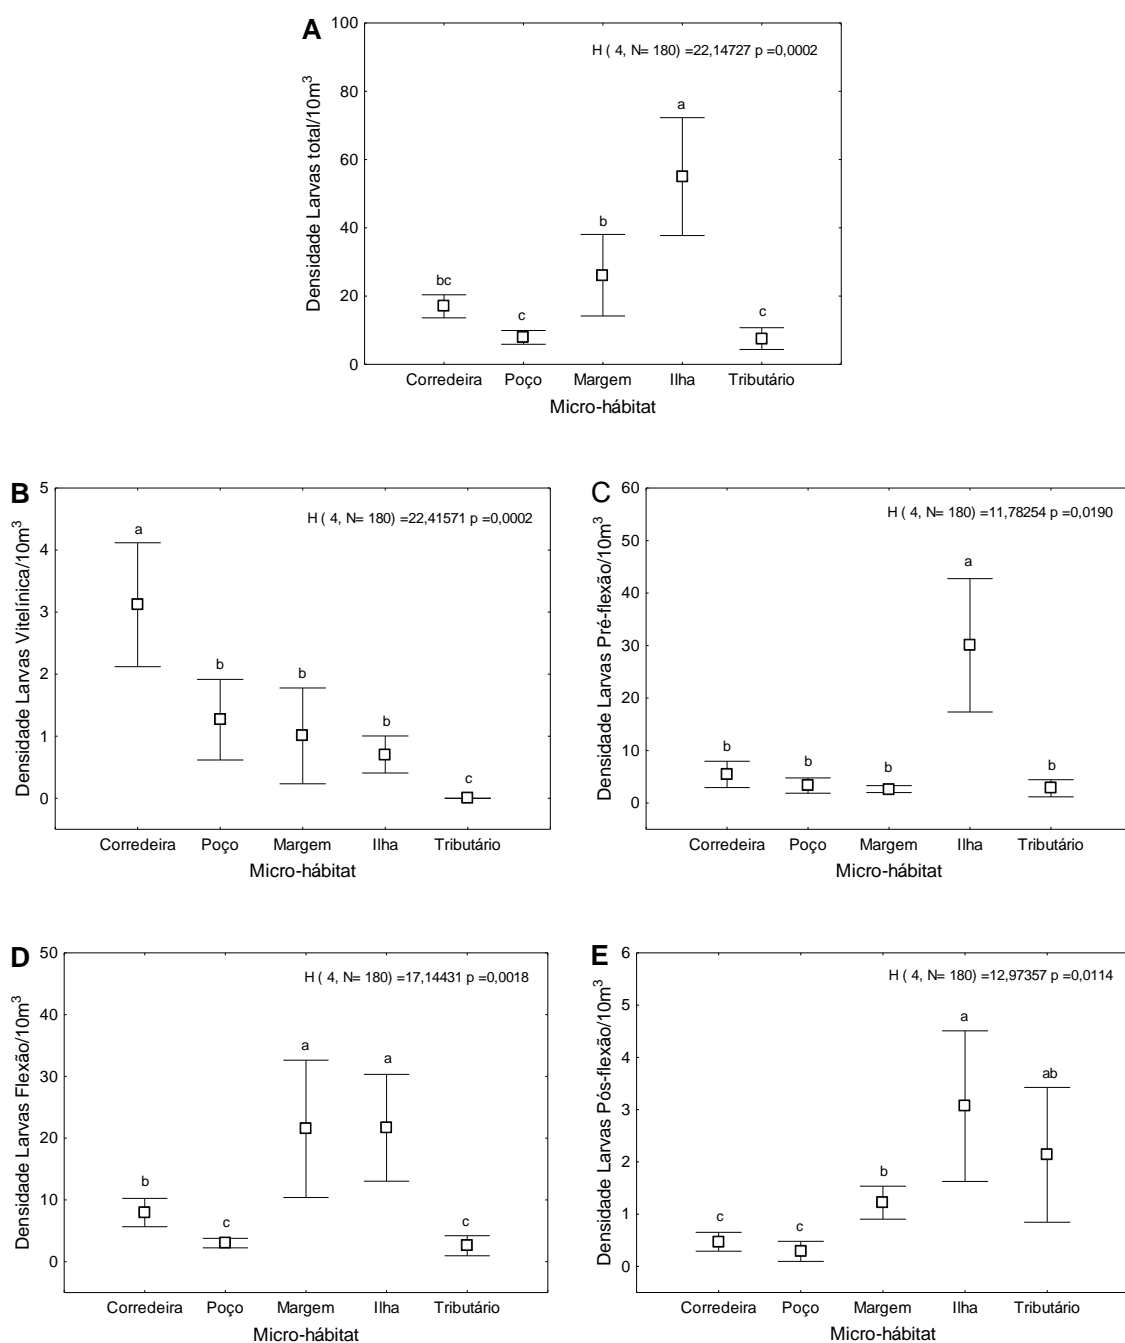 A
H ( 4, N= 180) =22,14727 p =0,0002
Densidade Larvas total/10m³
100
80
60
40
20
0
bc
c
b
a
c
Corredeira Poço Margem Ilha Tributário
Micro-hábitat
B
H ( 4, N= 180) =22,41571 p =0,0002
Densidade Larvas Vitelínica/10m³
5
4
3
2
1
0
a
b
b
b
c
Corredeira Poço Margem Ilha Tributário
Micro-hábitat
C
H ( 4, N= 180) =11,78254 p =0,0190
Densidade Larvas Pré-flexão/10m³
60
50
40
30
20
10
0
b
b
b
a
b
Corredeira Poço Margem Ilha Tributário
Micro-hábitat
D
H ( 4, N= 180) =17,14431 p =0,0018
Densidade Larvas Flexão/10m³
50
40
30
20
10
0
b
c
a
a
c
Corredeira Poço Margem Ilha Tributário
Micro-hábitat
E
H ( 4, N= 180) =12,97357 p =0,0114
Densidade Larvas Pós-flexão/10m³
6
5
4
3
2
1
0
c
c
b
a
ab
Corredeira Poço Margem Ilha Tributário
Micro-hábitat